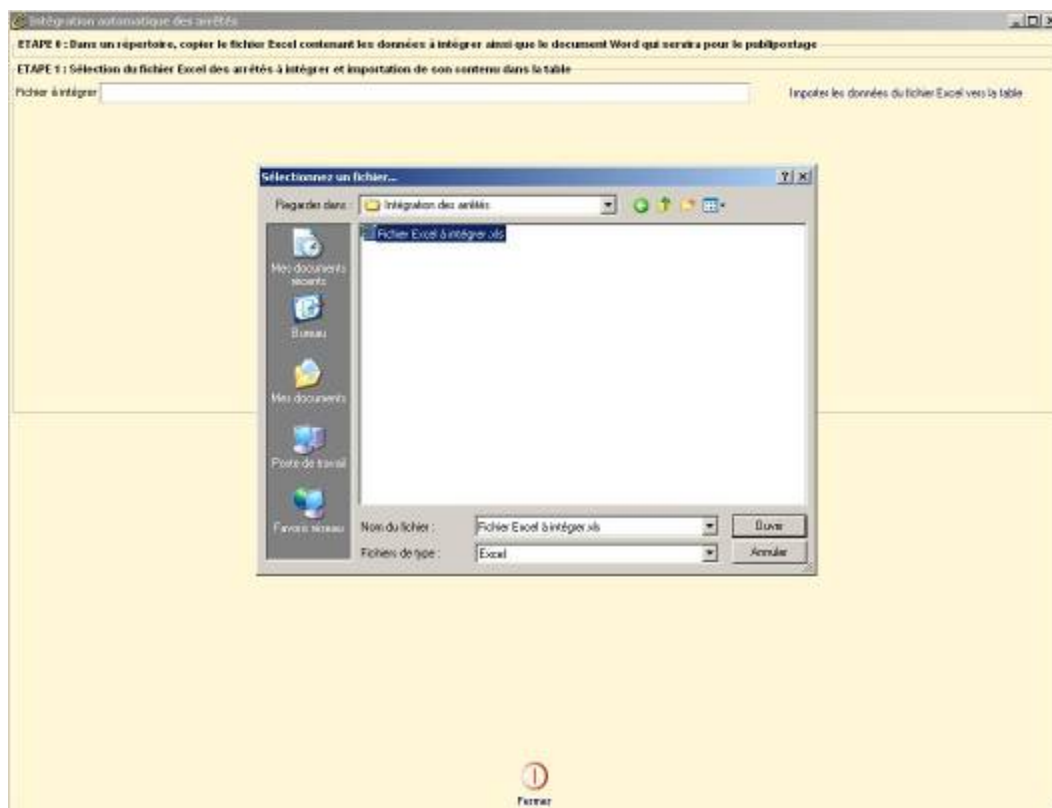 Intégration automatique des arrêtés
ETAPE 0 : Dans un répertoire, copier le fichier Excel contenant les données à intégrer ainsi que le document Word qui servira pour le publipostage
ETAPE 1 : Sélection du fichier Excel des arrêtés à intégrer et importation de son contenu dans la table
Fichier à intégrer
Importer les données du fichier Excel vers la table
Sélectionnez un fichier...
Regarder dans :
Intégration des arrêtés
Fichier Excel à intégrer.xls
Mes documents
récents
Bureau
Mes documents
Poste de travail
Favoris réseau
Nom du fichier :
Fichier Excel à intégrer.xls
Ouvrir
Fichiers de type :
Excel
Annuler
Fermer